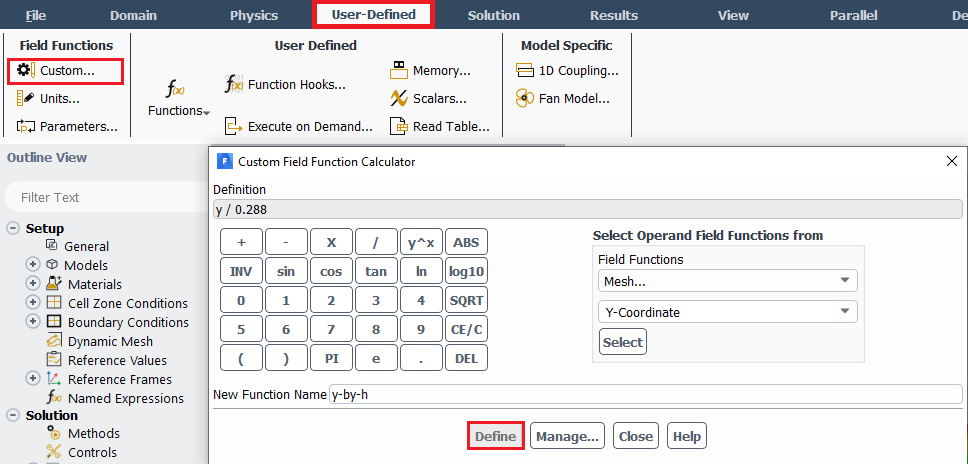 File Domain Physics User-Defined Solution Results View Parallel De
Field Functions User Defined Model Specific
Custom...
Units...
Parameters...
f(x)
Functions
f(x) Function Hooks...
Execute on Demand...
Memory...
Scalars...
Read Table...
1D Coupling...
Fan Model...
Outline View
Filter Text
Setup
General
Models
Materials
Cell Zone Conditions
Boundary Conditions
Dynamic Mesh
Reference Values
Reference Frames
f(x) Named Expressions
Solution
Methods
Controls
F Custom Field Function Calculator
Definition
y / 0.288
+ - X / y^x ABS
INV sin cos tan ln log10
0 1 2 3 4 SQRT
5 6 7 8 9 CE/C
( ) PI e . DEL
Select Operand Field Functions from
Field Functions
Mesh...
Y-Coordinate
Select
New Function Name y-by-h
Define Manage... Close Help